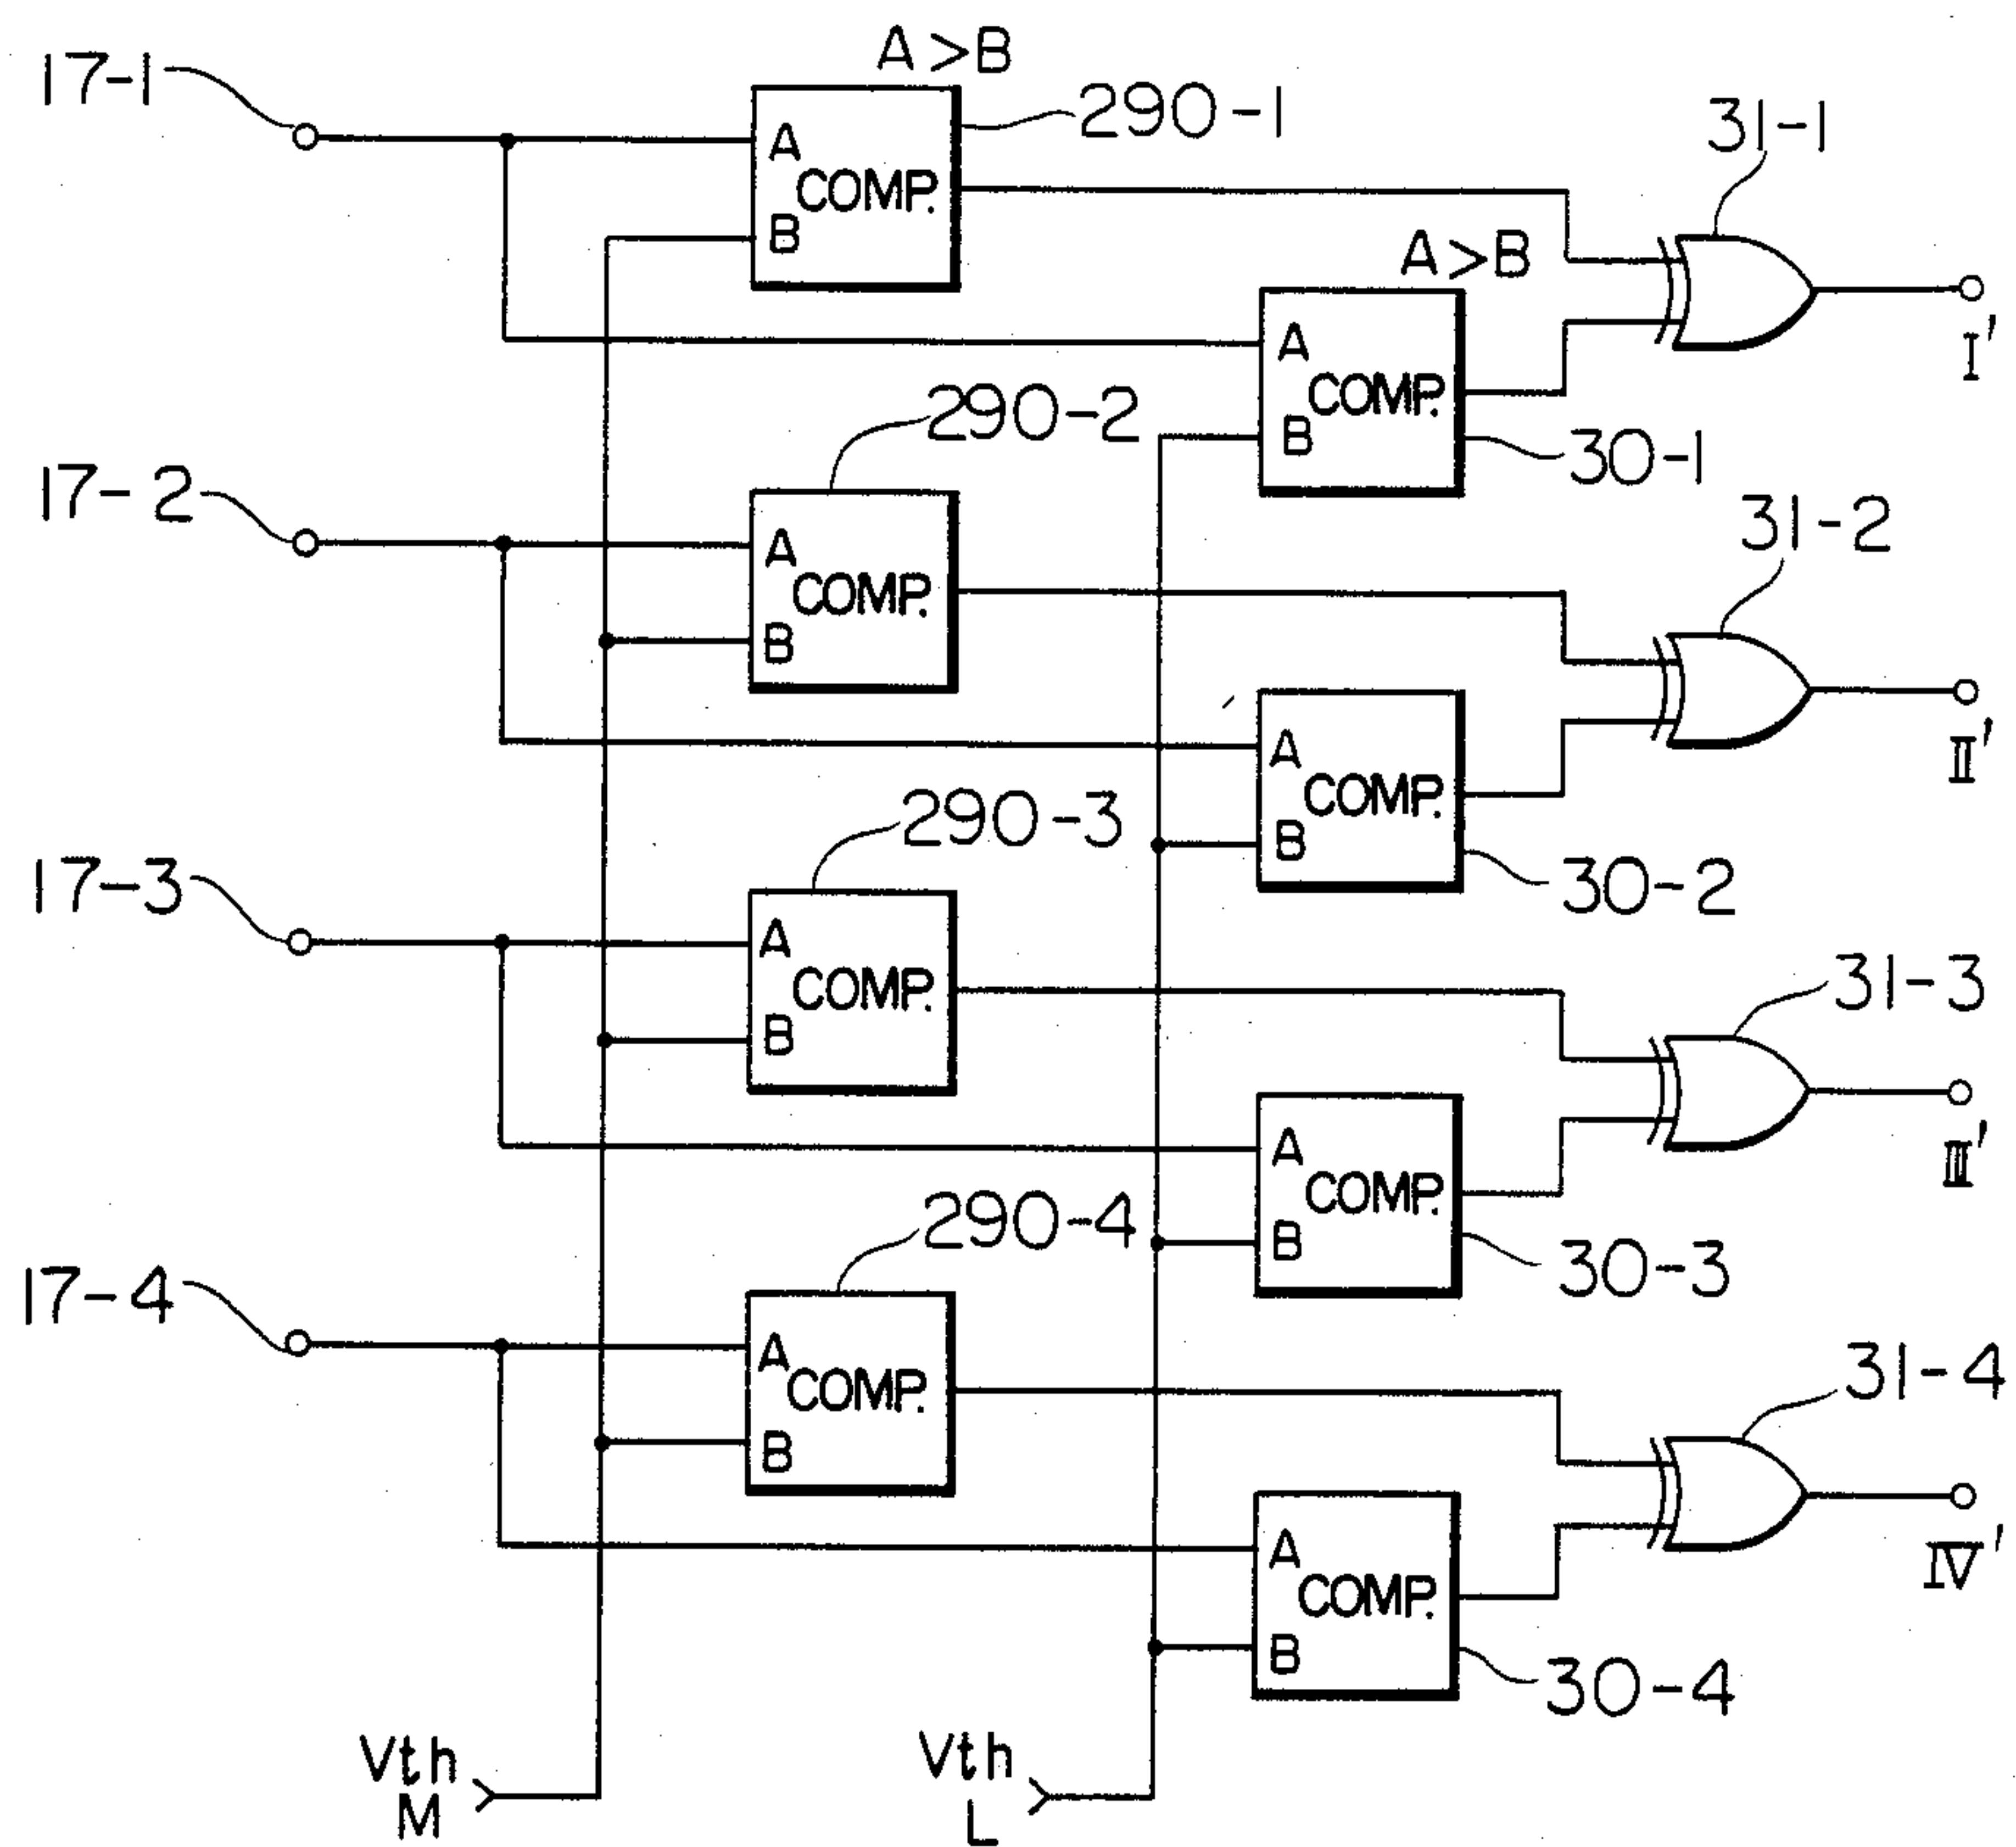 A>B
17-1
290-1
31-1
A
COMP.
B
A>B
I'
A
COMP.
B
30-1
290-2
17-2
31-2
A
COMP.
B
II'
A
COMP.
B
30-2
290-3
17-3
31-3
A
COMP.
B
III'
A
COMP.
B
30-3
290-4
17-4
31-4
A
COMP.
B
IV'
A
COMP.
B
30-4
Vth
M
Vth
L